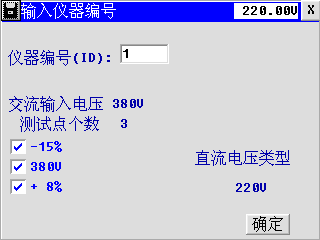 输入仪器编号 220.00V X
仪器编号(ID): 1
交流输入电压 380V
测试点个数 3
-15%
380V
+ 8%
直流电压类型
220V
确定